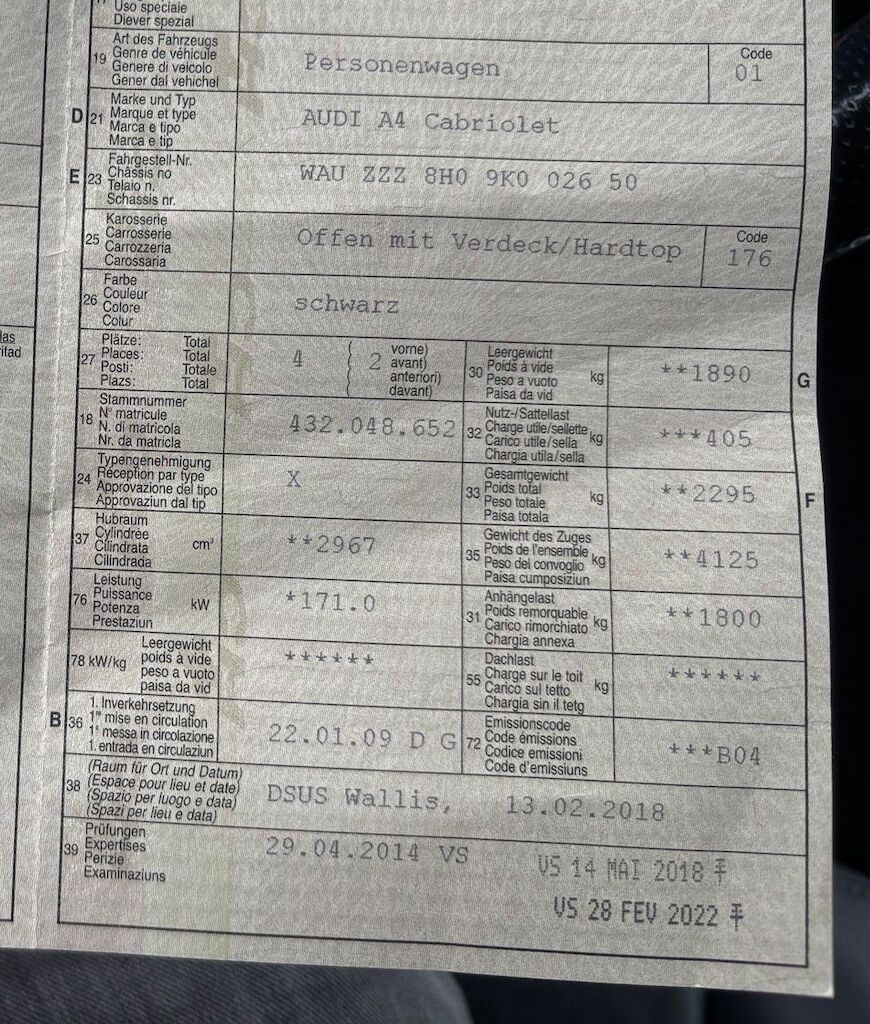 Uso speciale
Diever spezial
19 Art des Fahrzeugs
Genre de véhicule
Genere di veicolo
Gener dal vehichel
Personenwagen
Code
01
D 21 Marke und Typ
Marque et type
Marca e tipo
Marca e tip
AUDI A4 Cabriolet
E 23 Fahrgestell-Nr.
Châssis no
Telaio n.
Schassis nr.
WAU ZZZ 8H0 9K0 026 50
25 Karosserie
Carrosserie
Carrozzeria
Carossaria
Offen mit Verdeck/Hardtop
Code
176
26 Farbe
Couleur
Colore
Colur
schwarz
27 Plätze: Total
Places: Total
Posti: Totale
Plazs: Total
4 ( 2 vorne)
( avant)
( anteriori)
( davant)
30 Leergewicht
Poids à vide
Peso a vuoto
Paisa da vid
kg
**1890
G
18 Stammnummer
N° matricule
N. di matricola
Nr. da matricla
432.048.652
32 Nutz-/Sattellast
Charge utile/sellette
Carico utile/sella
Chargia utila/sella
kg
***405
24 Typengenehmigung
Réception par type
Approvazione del tipo
Approvaziun dal tip
X
33 Gesamtgewicht
Poids total
Peso totale
Paisa totala
kg
**2295
F
37 Hubraum
Cylindrée
Cilindrata
Cilindrada
cm³
**2967
35 Gewicht des Zuges
Poids de l'ensemble
Peso del convoglio
Paisa cumposiziun
kg
**4125
76 Leistung
Puissance
Potenza
Prestaziun
kW
*171.0
31 Anhängelast
Poids remorquable
Carico rimorchiato
Chargia annexa
kg
**1800
78 kW/kg Leergewicht
poids à vide
peso a vuoto
paisa da vid
******
55 Dachlast
Charge sur le toit
Carico sul tetto
Chargia sin il tetg
kg
******
B 36 1. Inverkehrsetzung
1re mise en circulation
1a messa in circolazione
1. entrada en circulaziun
22.01.09 D G
72 Emissionscode
Code émissions
Codice emissioni
Code d'emissiuns
***B04
38 (Raum für Ort und Datum)
(Espace pour lieu et date)
(Spazio per luogo e data)
(Spazi per lieu e data)
DSUS Wallis, 13.02.2018
39 Prüfungen
Expertises
Perizie
Examinaziuns
29.04.2014 VS
VS 14 MAI 2018
VS 28 FEV 2022